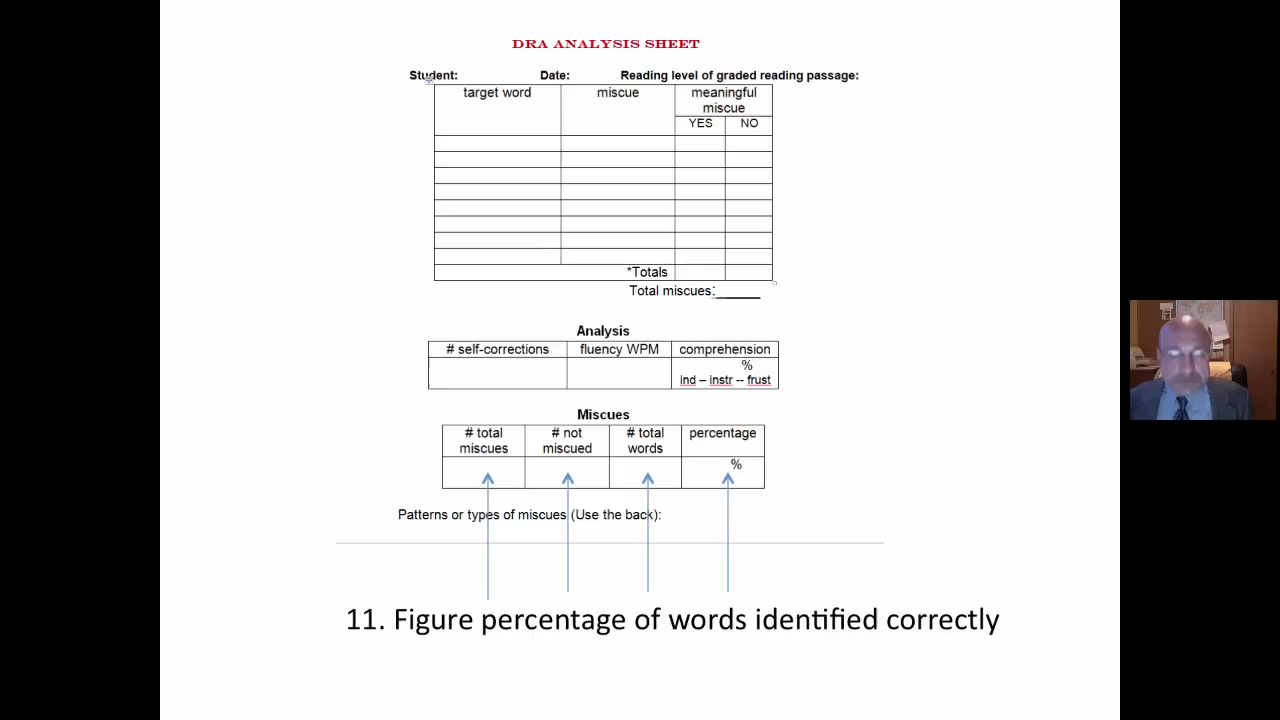 DRA ANALYSIS SHEET
Student: Date: Reading level of graded reading passage:
target word miscue meaningful miscue
YES NO
*Totals
Total miscues:______
Analysis
# self-corrections fluency WPM comprehension
%
ind – instr -- frust
Miscues
# total miscues # not miscued # total words percentage
%
Patterns or types of miscues (Use the back):
11. Figure percentage of words identified correctly